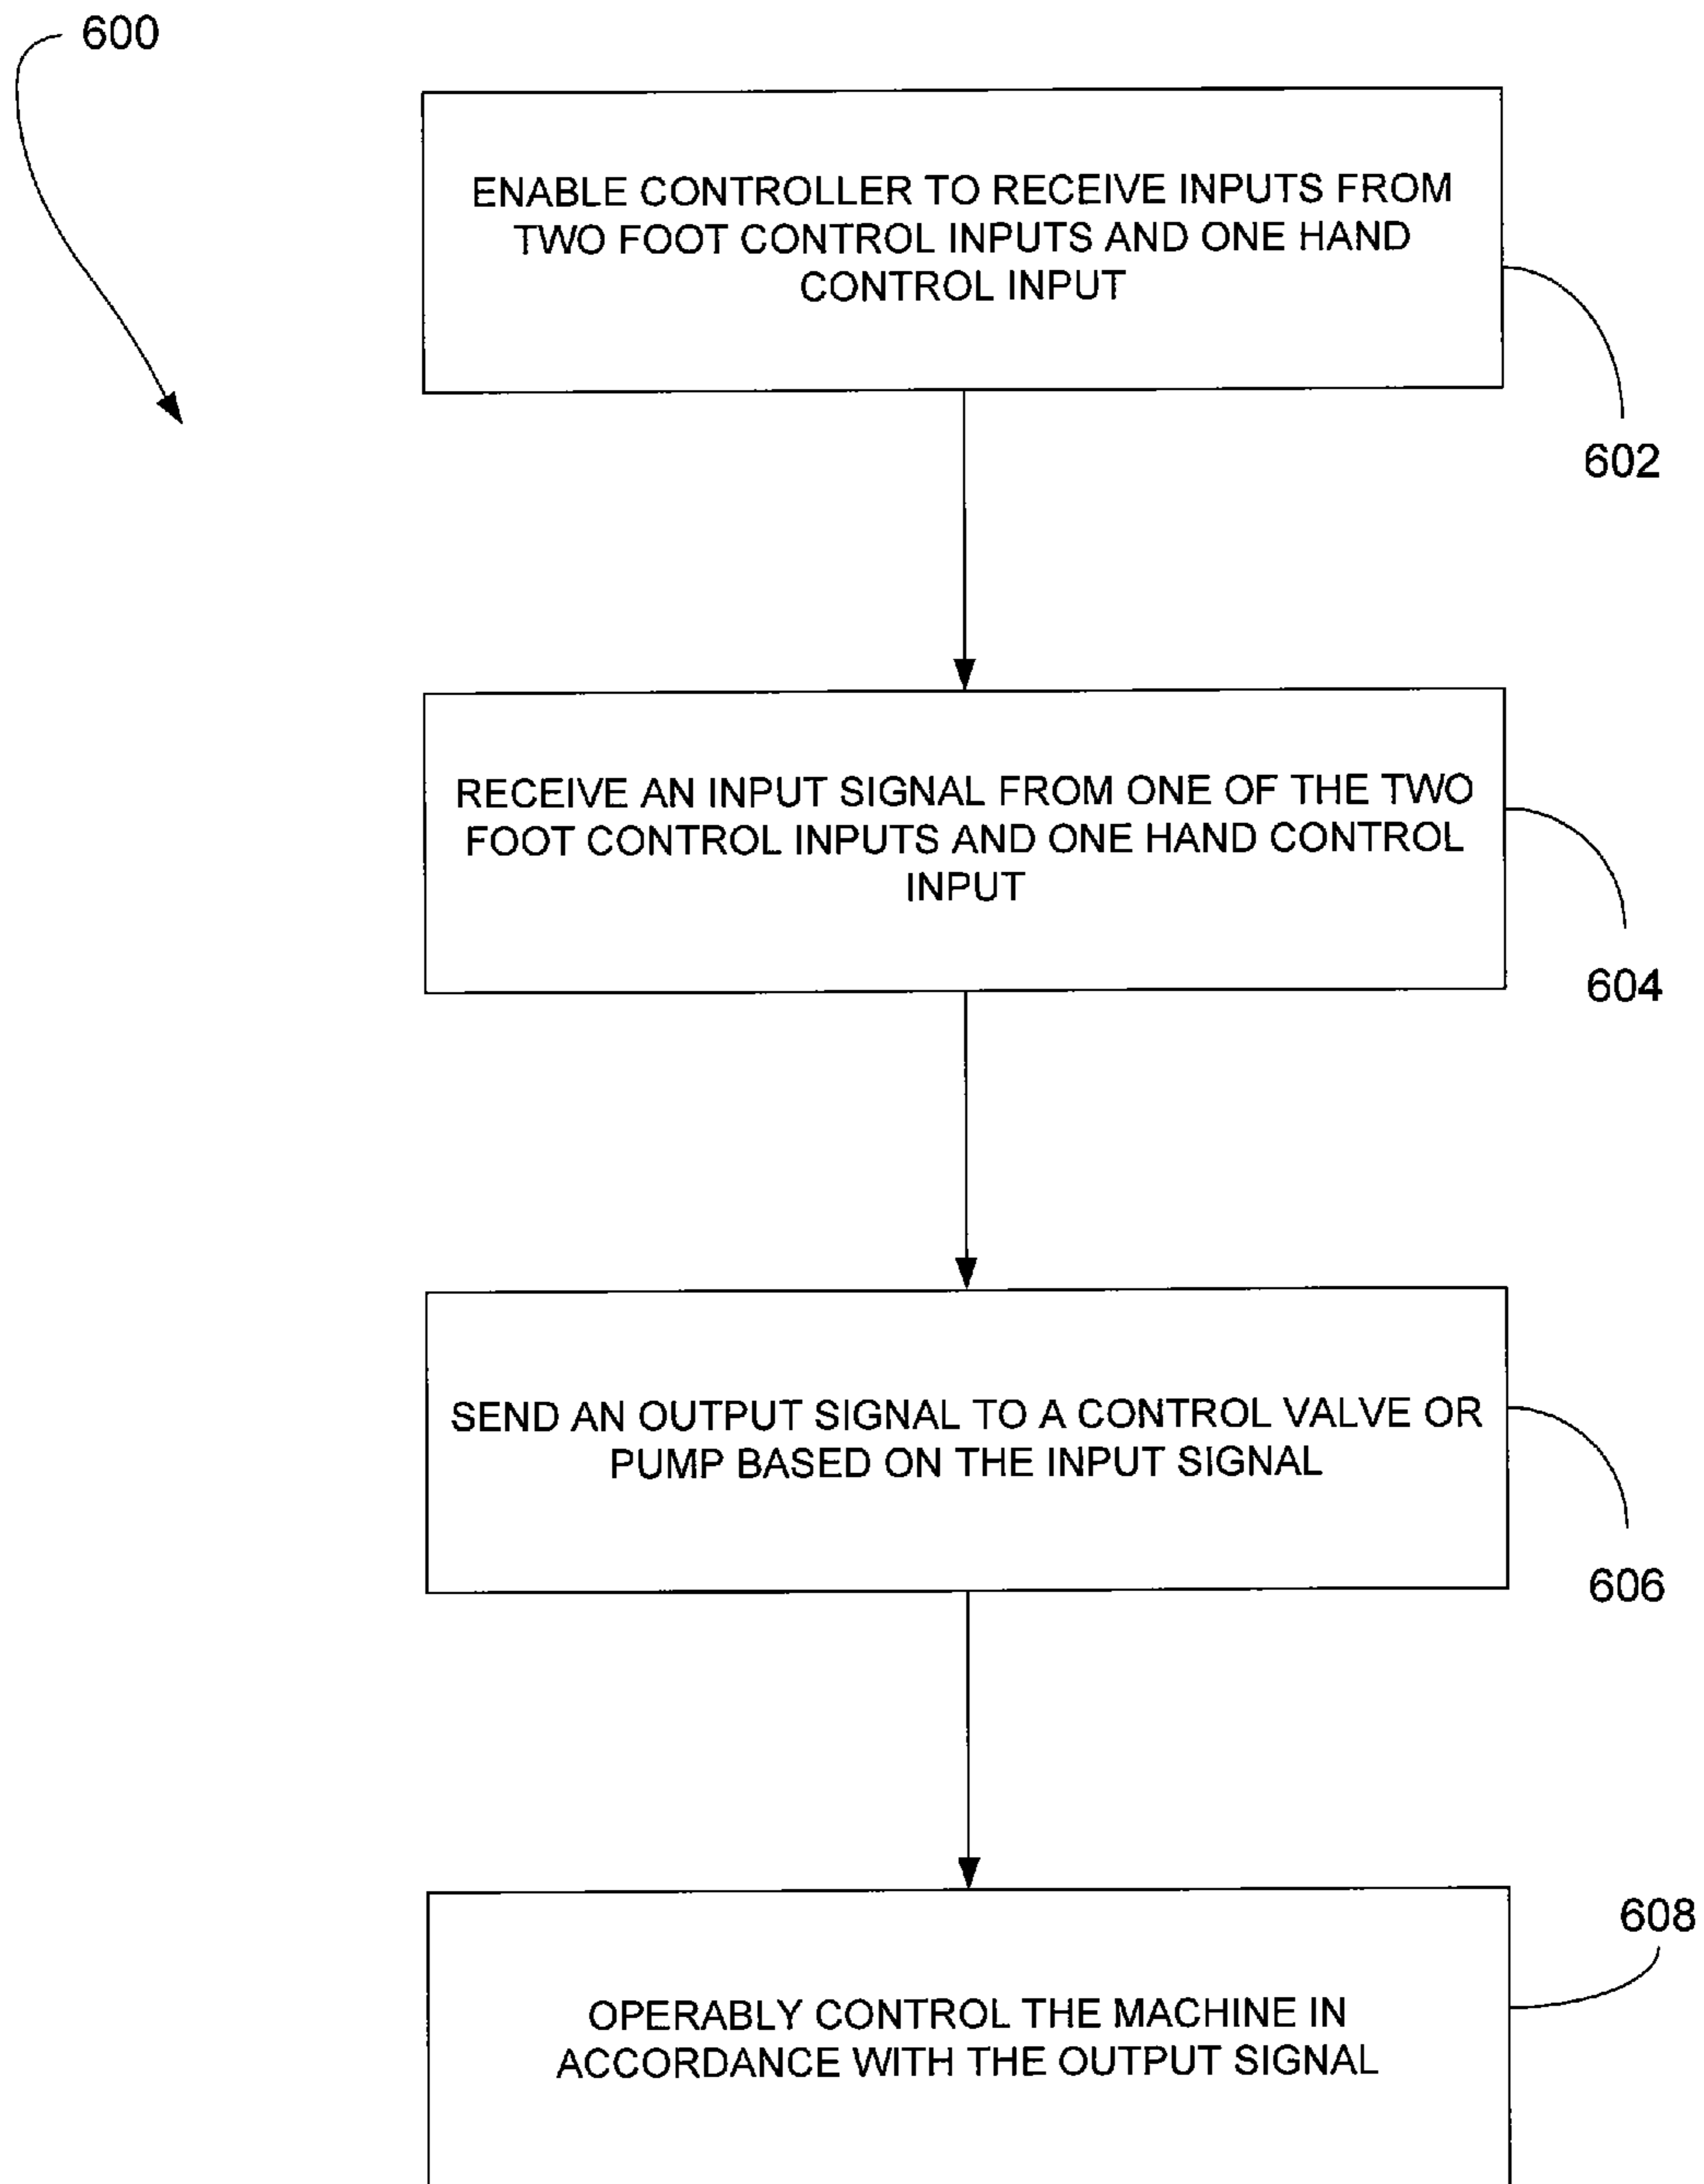 600
ENABLE CONTROLLER TO RECEIVE INPUTS FROM
TWO FOOT CONTROL INPUTS AND ONE HAND
CONTROL INPUT
602
RECEIVE AN INPUT SIGNAL FROM ONE OF THE TWO
FOOT CONTROL INPUTS AND ONE HAND CONTROL
INPUT
604
SEND AN OUTPUT SIGNAL TO A CONTROL VALVE OR
PUMP BASED ON THE INPUT SIGNAL
606
608
OPERABLY CONTROL THE MACHINE IN
ACCORDANCE WITH THE OUTPUT SIGNAL